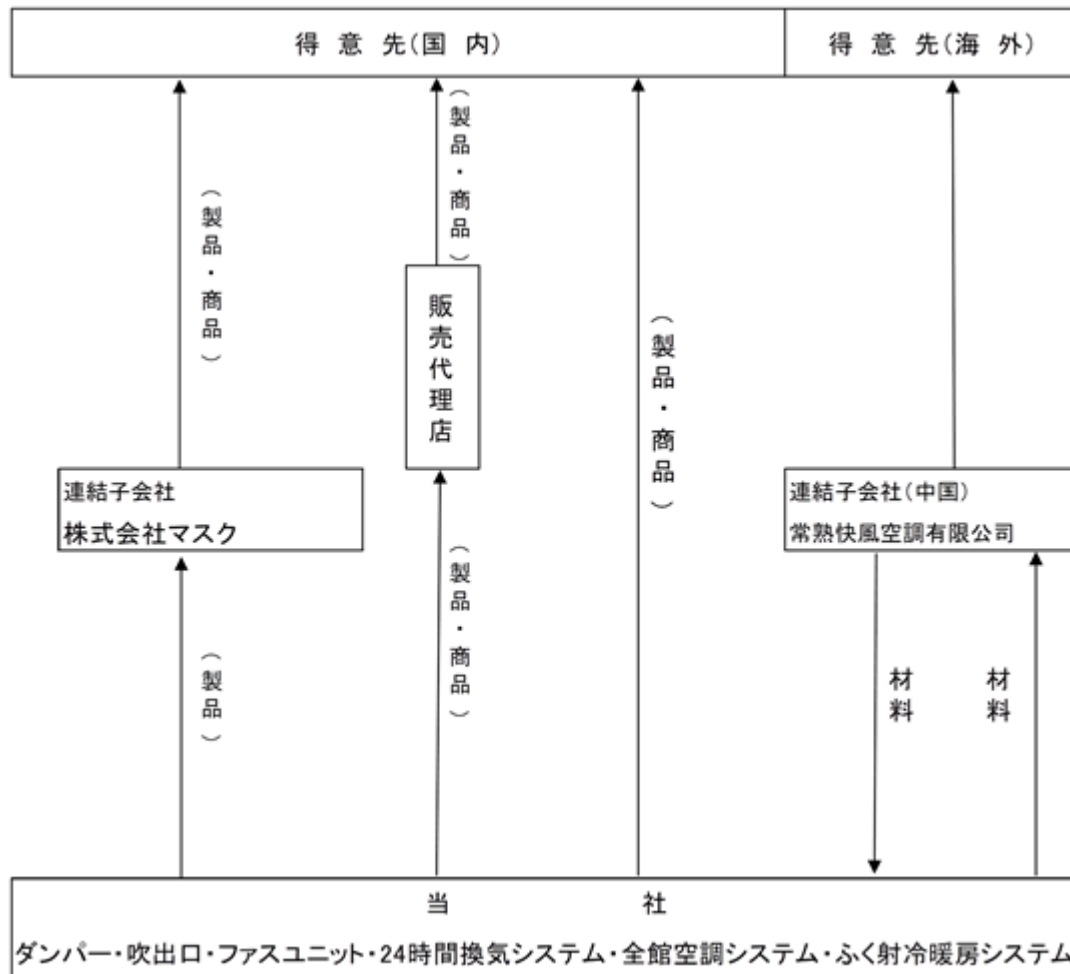 得意先(国内)
得意先(海外)
(製品・商品)
(製品・商品)
販売代理店
(製品・商品)
連結子会社
株式会社マスク
連結子会社(中国)
常熟快風空調有限公司
(製品)
(製品・商品)
材料
材料
当社
ダンパー・吹出口・ファスユニット・24時間換気システム・全館空調システム・ふく射冷暖房システム